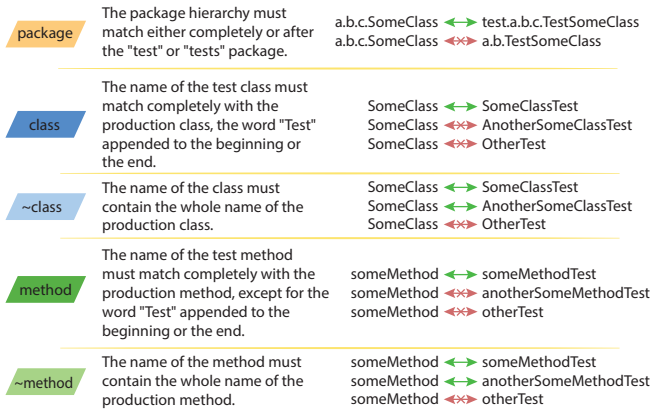 package
The package hierarchy must
match either completely or after
the "test" or "tests" package.
a.b.c.SomeClass test.a.b.c.TestSomeClass
a.b.c.SomeClass a.b.TestSomeClass
class
The name of the test class must
match completely with the
production class, the word "Test"
appended to the beginning or
the end.
SomeClass SomeClassTest
SomeClass AnotherSomeClassTest
SomeClass OtherTest
~class
The name of the class must
contain the whole name of the
production class.
SomeClass SomeClassTest
SomeClass AnotherSomeClassTest
SomeClass OtherTest
method
The name of the test method
must match completely with the
production method, except for the
word "Test" appended to the
beginning or the end.
someMethod someMethodTest
someMethod anotherSomeMethodTest
someMethod otherTest
~method
The name of the method must
contain the whole name of the
production method.
someMethod someMethodTest
someMethod anotherSomeMethodTest
someMethod otherTest